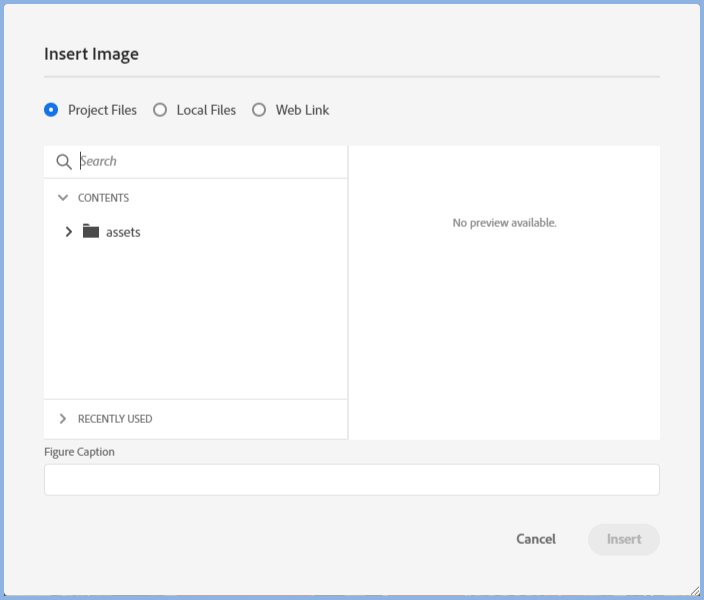 Insert Image
Project Files Local Files Web Link
Search
CONTENTS
assets
No preview available.
RECENTLY USED
Figure Caption
Cancel Insert